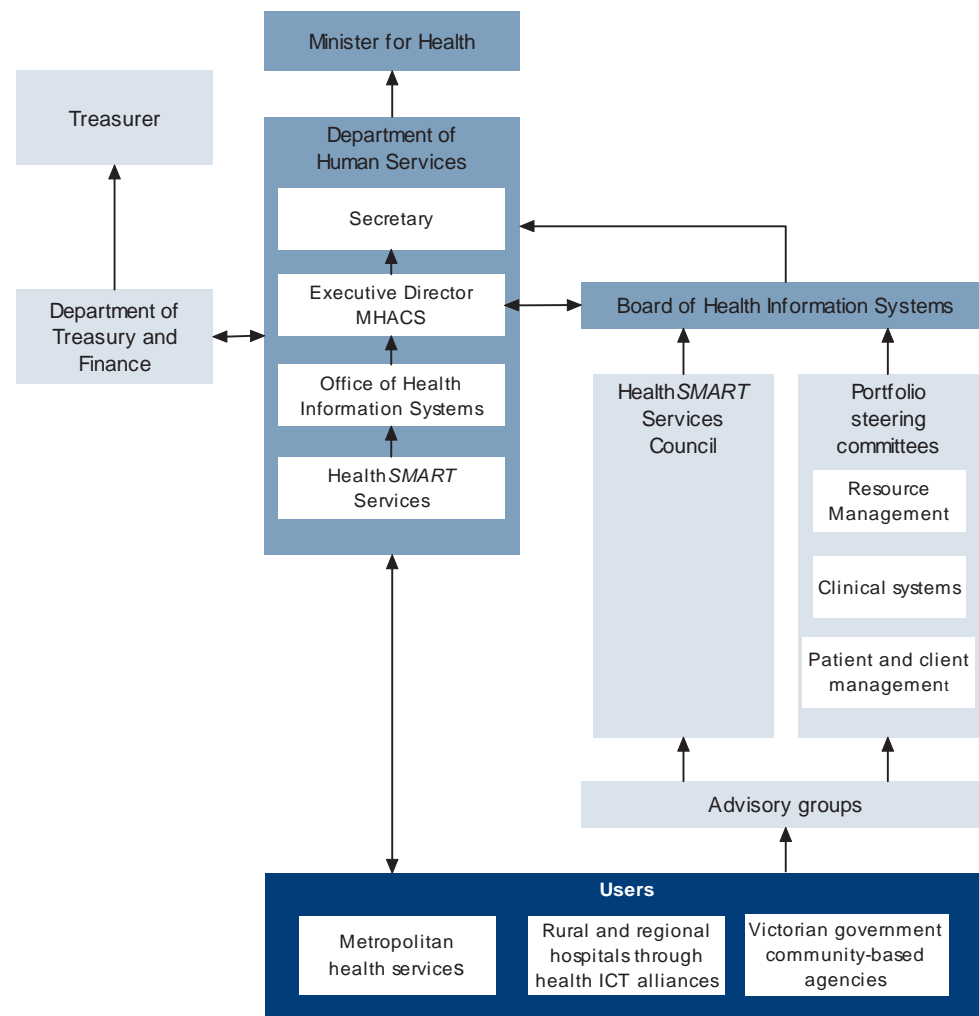 Minister for Health
Treasurer
Department of
Human Services
Secretary
Executive Director
MHACS
Office of Health
Information Systems
HealthSMART
Services
Department of
Treasury and
Finance
Board of Health Information Systems
HealthSMART
Services
Council
Portfolio
steering
committees
Resource
Management
Clinical systems
Patient and client
management
Advisory groups
Users
Metropolitan
health services
Rural and regional
hospitals through
health ICT alliances
Victorian government
community-based
agencies